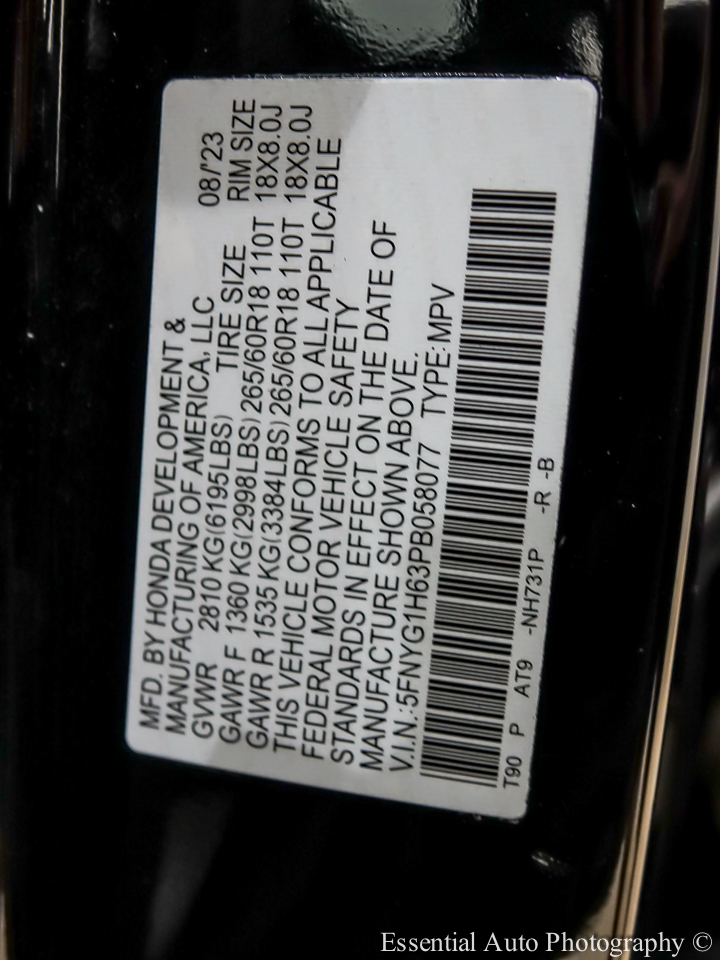 MFD. BY HONDA DEVELOPMENT &
MANUFACTURING OF AMERICA, LLC 08/'23
GVWR 2810 KG(6195LBS) TIRE SIZE RIM SIZE
GAWR F 1360 KG(2998LBS) 265/60R18 110T 18X8.0J
GAWR R 1535 KG(3384LBS) 265/60R18 110T 18X8.0J
THIS VEHICLE CONFORMS TO ALL APPLICABLE
FEDERAL MOTOR VEHICLE SAFETY
STANDARDS IN EFFECT ON THE DATE OF
MANUFACTURE SHOWN ABOVE.
V.I.N.:5FNYG1H63PB058077 TYPE:MPV
T90 P AT9 -NH731P -R -B
Essential Auto Photography ©